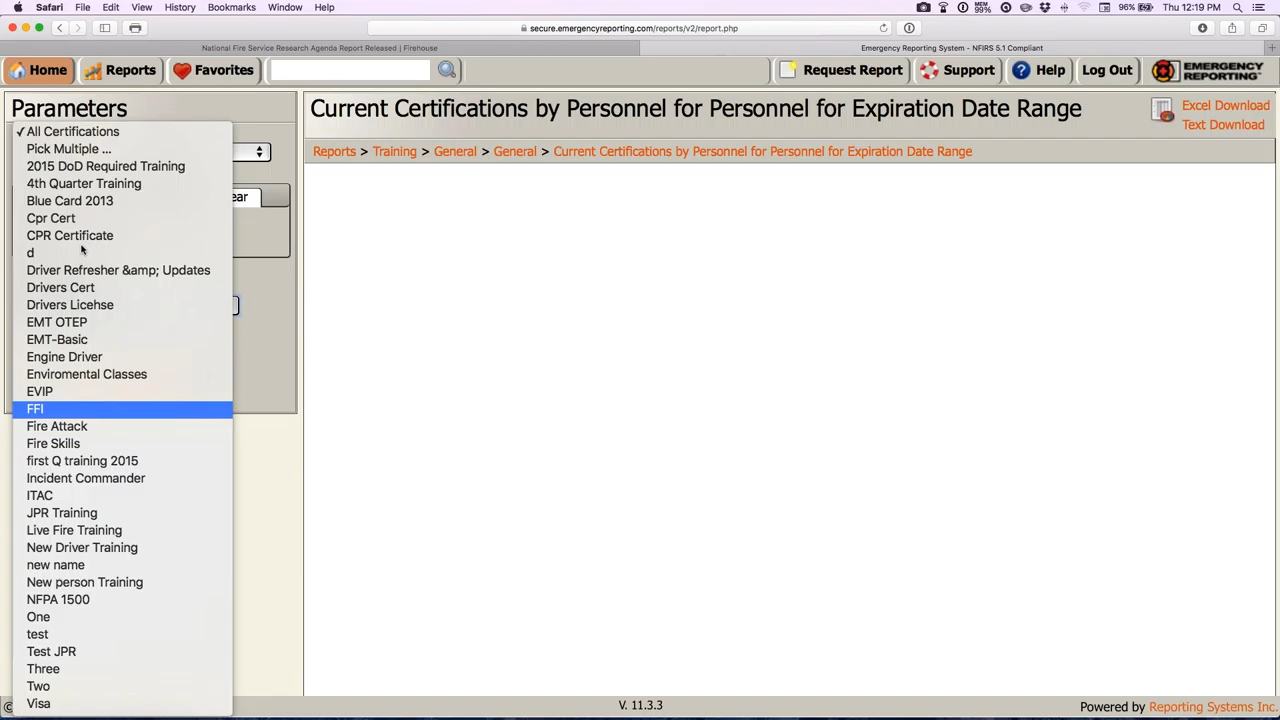 Safari File Edit View History Bookmarks Window Help MEM 99% 96% Thu 12:19 PM
secure.emergencyreporting.com/reports/v2/report.php
National Fire Service Research Agenda Report Released | Firehouse
Emergency Reporting System - NFIRS 5.1 Compliant
Home Reports Favorites Request Report Support Help Log Out EMERGENCY REPORTING
Parameters
✓ All Certifications
Pick Multiple ...
2015 DoD Required Training
4th Quarter Training
Blue Card 2013
Cpr Cert
CPR Certificate
d
Driver Refresher &amp; Updates
Drivers Cert
Drivers Licehse
EMT OTEP
EMT-Basic
Engine Driver
Enviromental Classes
EVIP
FFI
Fire Attack
Fire Skills
first Q training 2015
Incident Commander
ITAC
JPR Training
Live Fire Training
New Driver Training
new name
New person Training
NFPA 1500
One
test
Test JPR
Three
Two
Visa
ear
Current Certifications by Personnel for Personnel for Expiration Date Range
Excel Download
Text Download
Reports > Training > General > General > Current Certifications by Personnel for Personnel for Expiration Date Range
©
V. 11.3.3
Powered by Reporting Systems Inc.